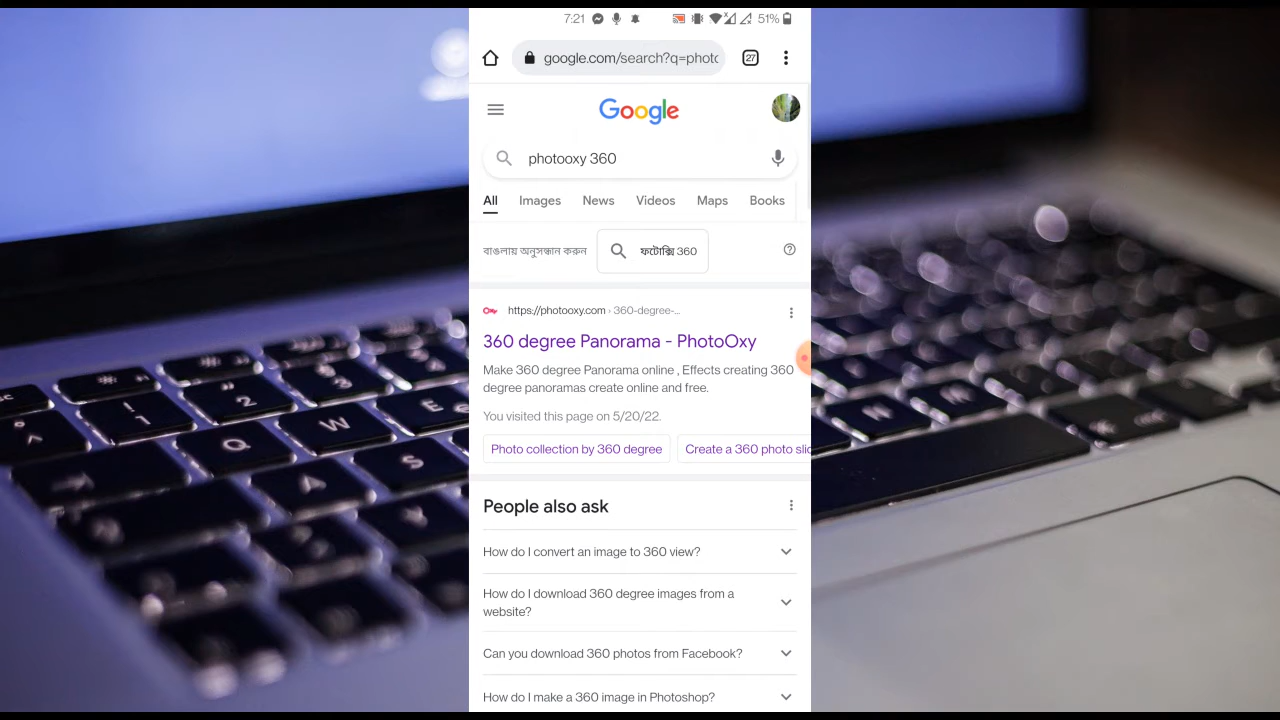 7:21
51%
google.com/search?q=photo
27
Google
photooxy 360
All Images News Videos Maps Books
বাঙলায় অনুসন্ধান করুন
ফটোক্সি 360
https://photooxy.com › 360-degree-...
360 degree Panorama - PhotoOxy
Make 360 degree Panorama online , Effects creating 360
degree panoramas create online and free.
You visited this page on 5/20/22.
Photo collection by 360 degree
Create a 360 photo slid
People also ask
How do I convert an image to 360 view?
How do I download 360 degree images from a
website?
Can you download 360 photos from Facebook?
How do I make a 360 image in Photoshop?
1
2
3
Q
W
E
A
S